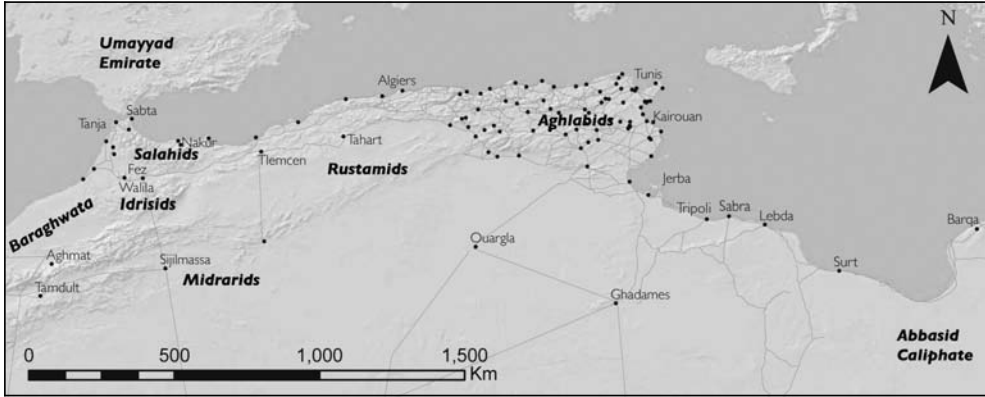 Umayyad
Emirate
N
Algiers
Tunis
Sabta
Tanja
Aghlabids
Kairouan
Nakur
Salahids
Tahart
Tlemcen
Rustamids
Fez
Walila
Idrisids
Jerba
Baraghwata
Tripoli
Sabra
Lebda
Barqa
Ouargla
Aghmat
Sijilmassa
Surt
Midrarids
Tamdult
Ghadames
Abbasid
Caliphate
0 500 1,000 1,500
Km